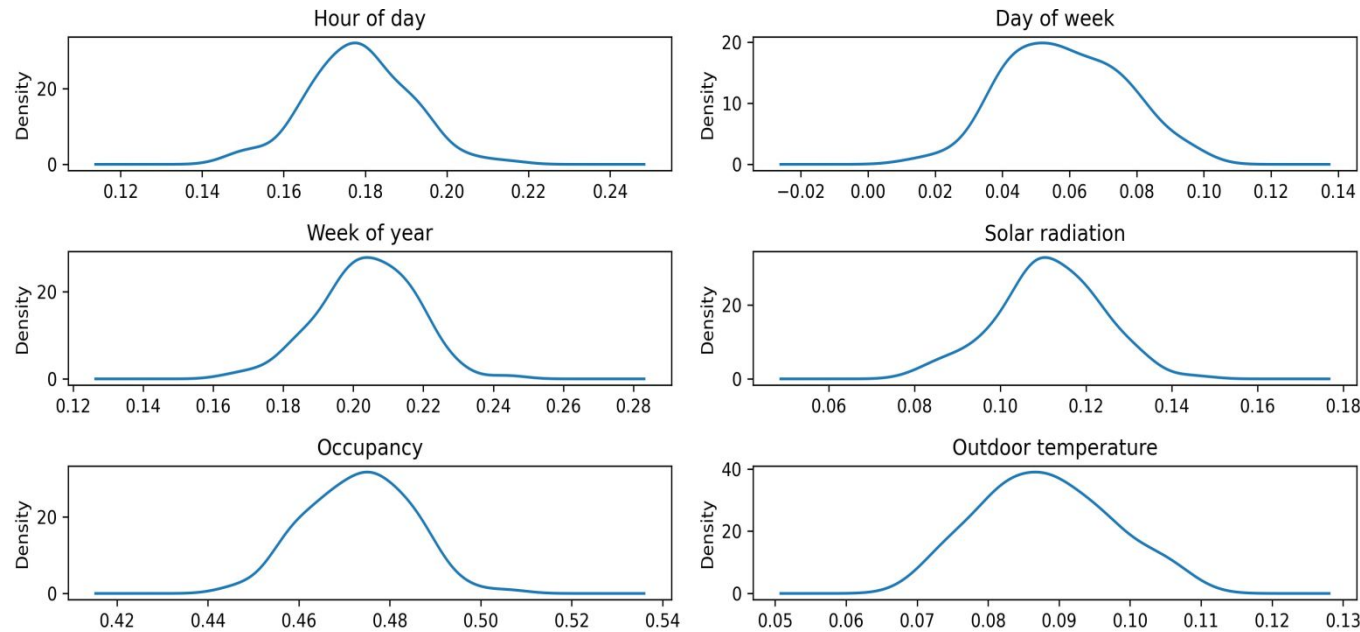 Hour of day
Density
20
0
0.12 0.14 0.16 0.18 0.20 0.22 0.24
Day of week
Density
20
10
0
−0.02 0.00 0.02 0.04 0.06 0.08 0.10 0.12 0.14
Week of year
Density
20
0
0.12 0.14 0.16 0.18 0.20 0.22 0.24 0.26 0.28
Solar radiation
Density
20
0
0.06 0.08 0.10 0.12 0.14 0.16 0.18
Occupancy
Density
20
0
0.42 0.44 0.46 0.48 0.50 0.52 0.54
Outdoor temperature
Density
40
20
0
0.05 0.06 0.07 0.08 0.09 0.10 0.11 0.12 0.13